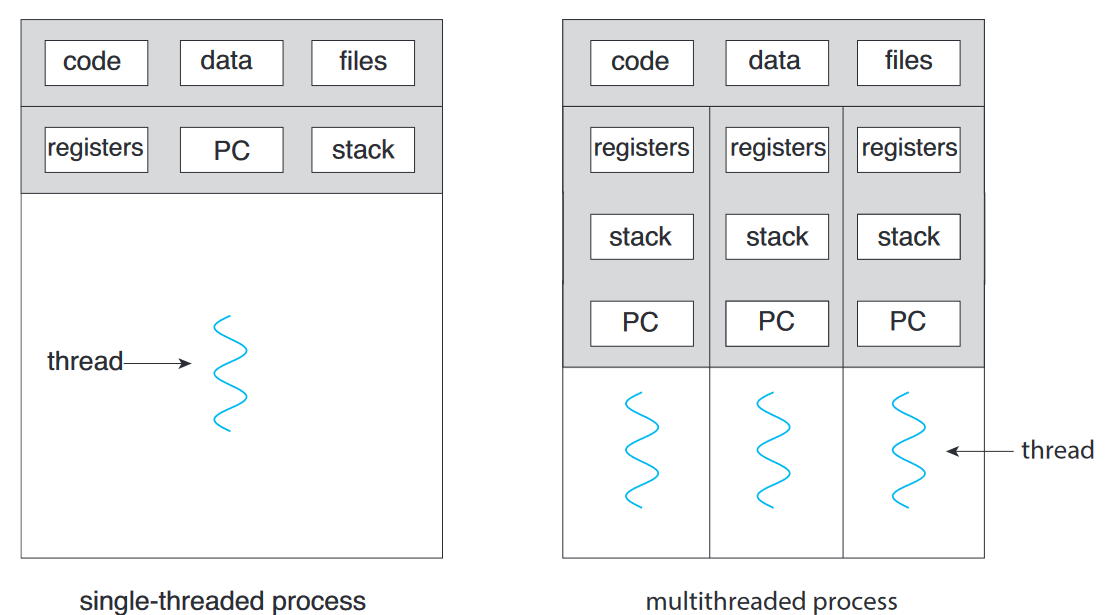 code data files
registers PC stack
thread
single-threaded process
code data files
registers registers registers
stack stack stack
PC PC PC
thread
multithreaded process